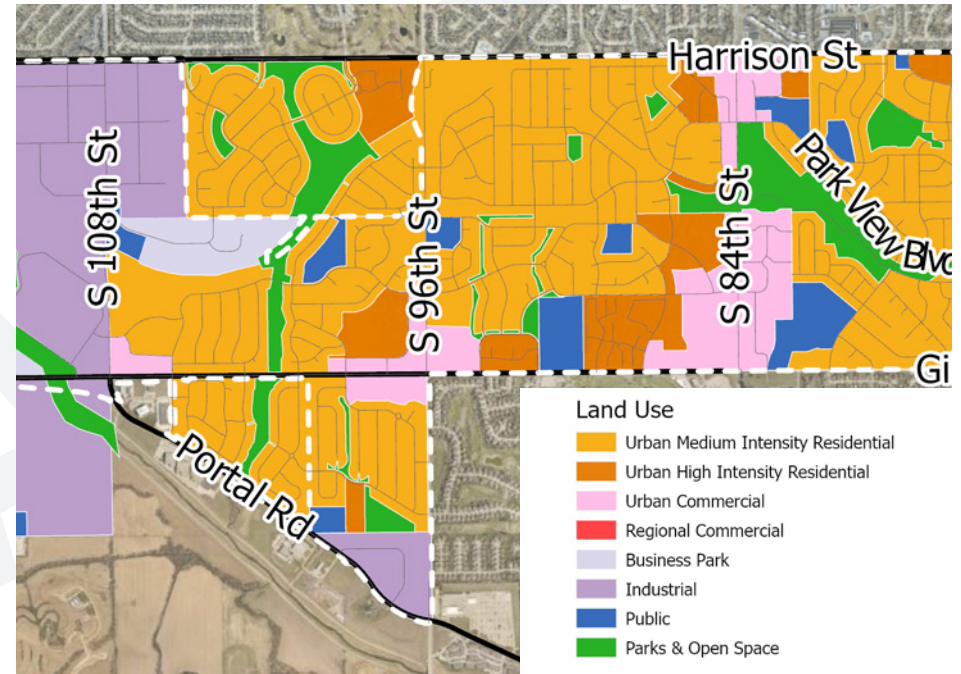 Harrison St
S 108th St
S 96th St
S 84th St
Park View Blvd
Gi
Portal Rd
Land Use
Urban Medium Intensity Residential
Urban High Intensity Residential
Urban Commercial
Regional Commercial
Business Park
Industrial
Public
Parks & Open Space